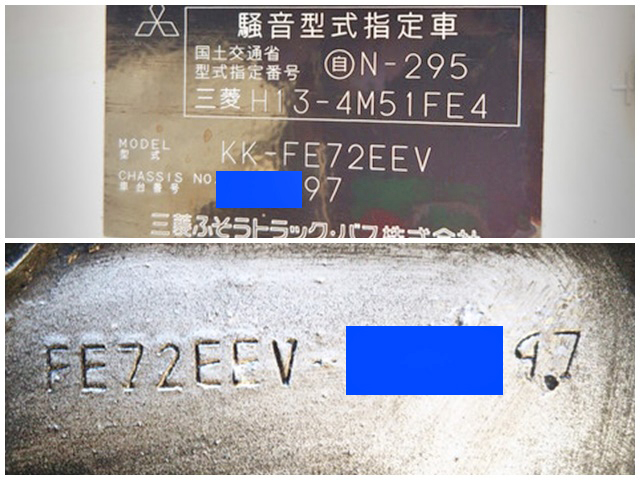 騒音型式指定車
国土交通省
型式指定番号 ㊂N-295
三菱 H13-4M51FE4
MODEL
型式 KK-FE72EEV
CHASSIS NO.
車台番号 97
三菱ふそうトラック・バス株式会社
FE72EEV- 97